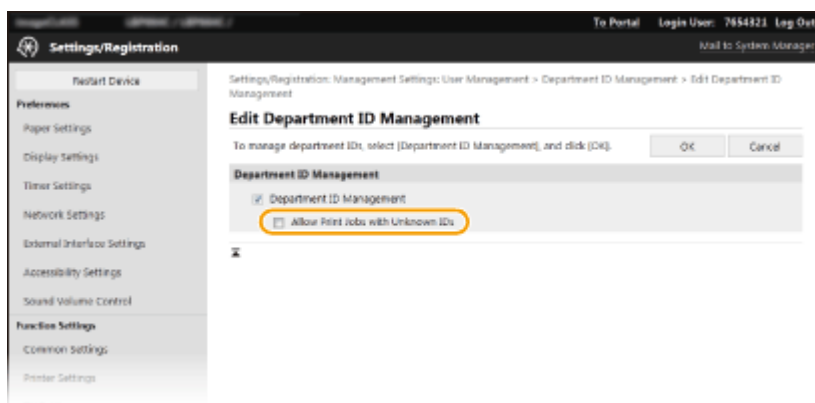 To Portal Login User: 7654321 Log Out
Settings/Registration
Mail to System Manager
Restart Device
Preferences
Paper Settings
Display Settings
Timer Settings
Network Settings
External Interface Settings
Accessibility Settings
Sound Volume Control
Function Settings
Common Settings
Printer Settings
Settings/Registration: Management Settings: User Management > Department ID Management > Edit Department ID
Management
Edit Department ID Management
To manage department IDs, select [Department ID Management], and click [OK].
OK
Cancel
Department ID Management
Department ID Management
Allow Print Jobs with Unknown IDs